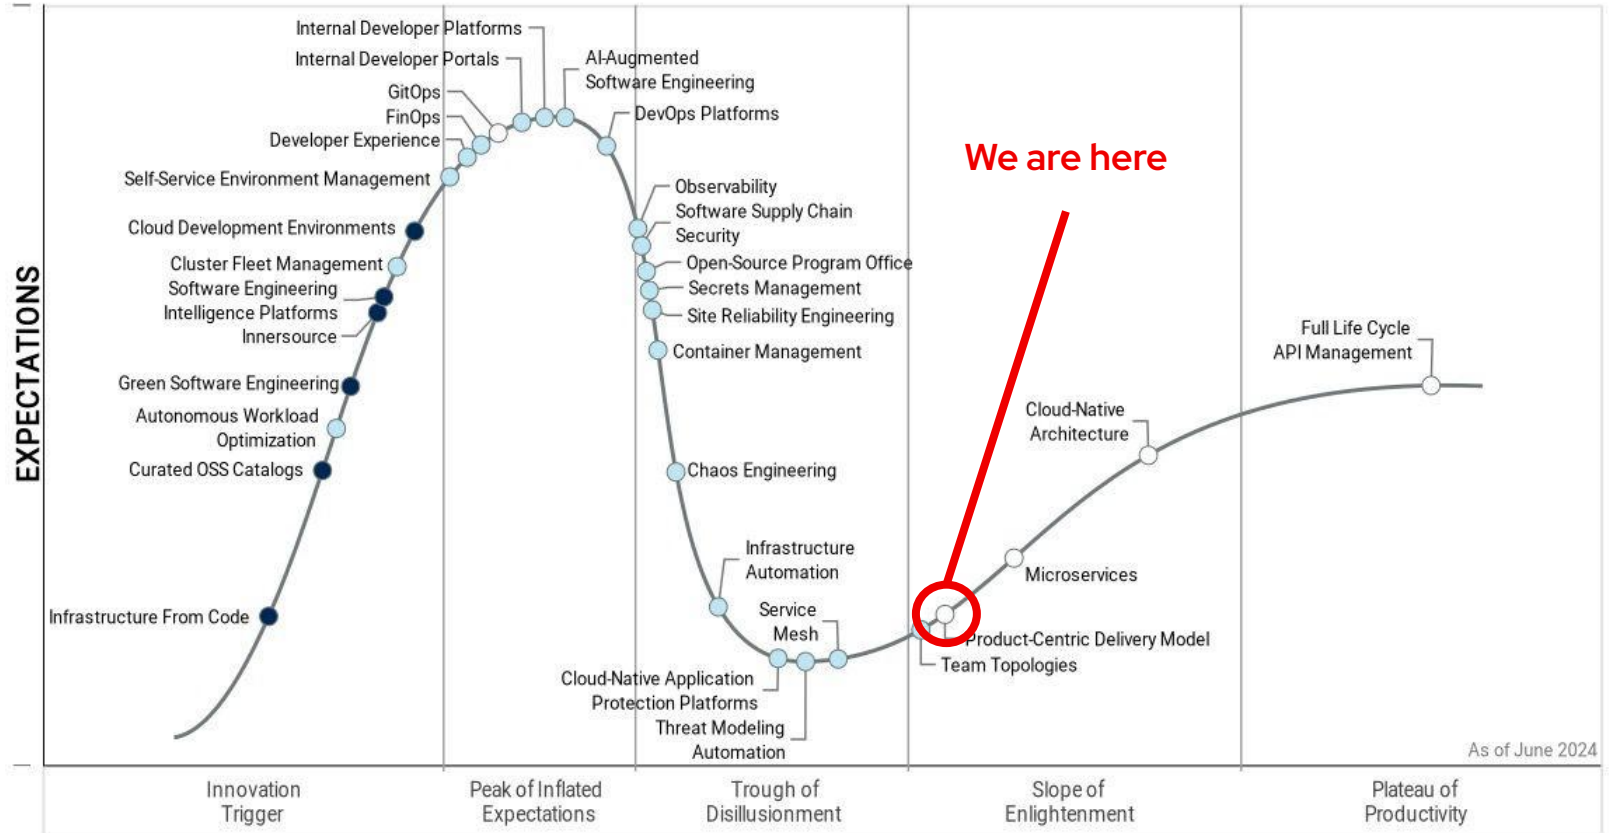 Internal Developer Platforms
Internal Developer Portals
GitOps
FinOps
Developer Experience
Self-Service Environment Management
Cloud Development Environments
Cluster Fleet Management
Software Engineering
Intelligence Platforms
Innersource
Green Software Engineering
Autonomous Workload
Optimization
Curated OSS Catalogs
Infrastructure From Code
AI-Augmented
Software Engineering
DevOps Platforms
Observability
Software Supply Chain
Security
Open-Source Program Office
Secrets Management
Site Reliability Engineering
Container Management
Chaos Engineering
Infrastructure
Automation
Service
Mesh
Cloud-Native Application
Protection Platforms
Threat Modeling
Automation
We are here
Full Life Cycle
API Management
Cloud-Native
Architecture
Microservices
Product-Centric Delivery Model
Team Topologies
EXPECTATIONS
As of June 2024
Innovation
Trigger
Peak of Inflated
Expectations
Trough of
Disillusionment
Slope of
Enlightenment
Plateau of
Productivity